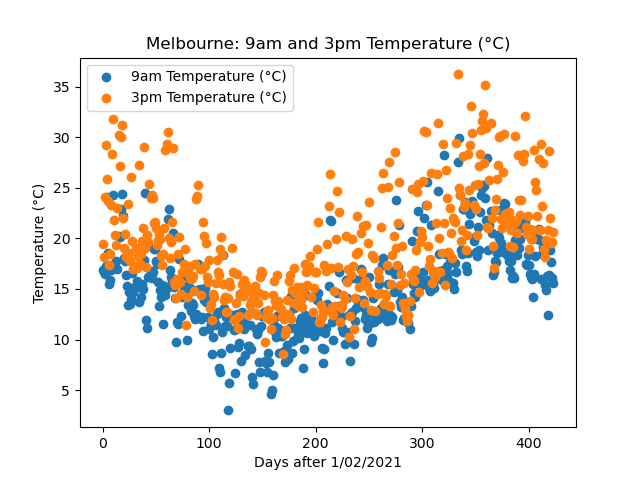 Melbourne: 9am and 3pm Temperature (°C)
9am Temperature (°C)
3pm Temperature (°C)
35
30
25
20
15
10
5
Temperature (°C)
0 100 200 300 400
Days after 1/02/2021